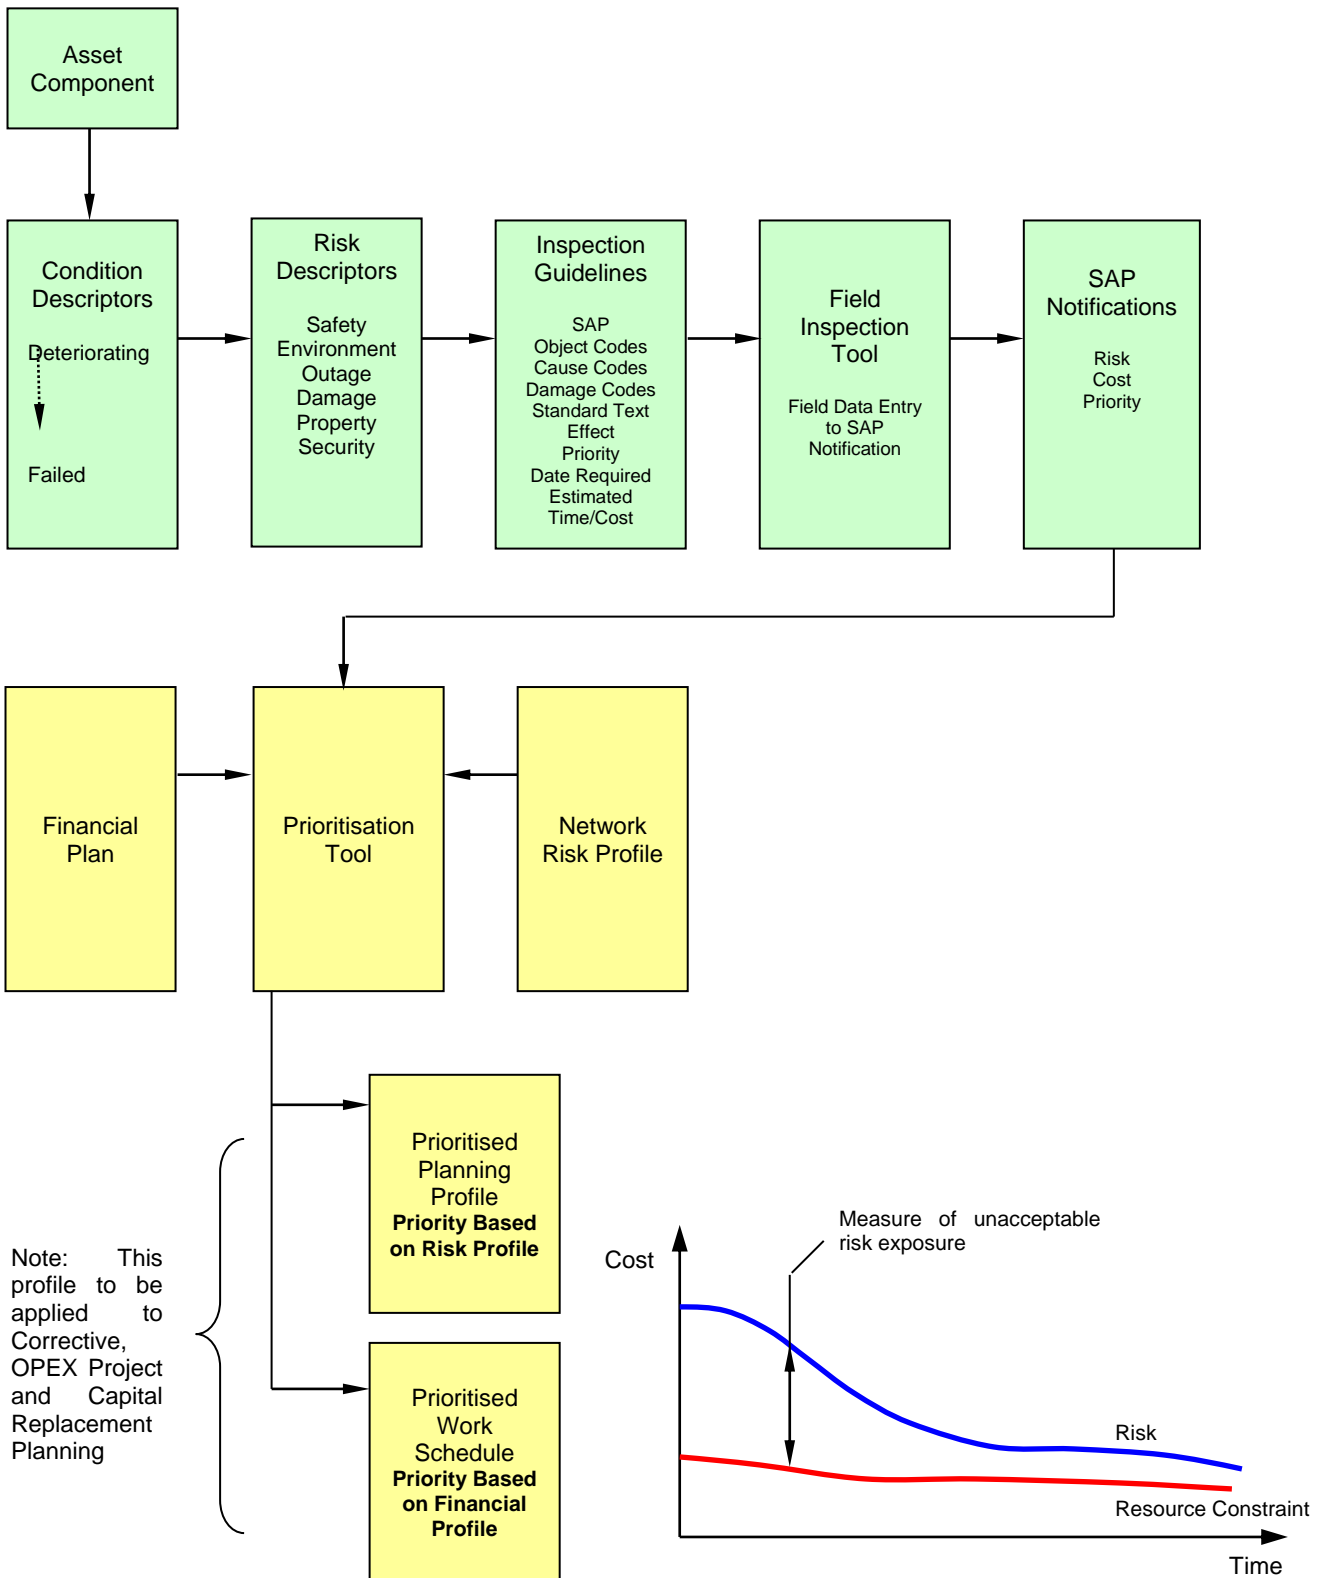 Asset
Component
Condition
Descriptors
Deteriorating
Failed
Risk
Descriptors
Safety
Environment
Outage
Damage
Property
Security
Inspection
Guidelines
SAP
Object Codes
Cause Codes
Damage Codes
Standard Text
Effect
Priority
Date Required
Estimated
Time/Cost
Field
Inspection
Tool
Field Data Entry
to SAP
Notification
SAP
Notifications
Risk
Cost
Priority
Financial
Plan
Prioritisation
Tool
Network
Risk Profile
Prioritised
Planning
Profile
Priority Based
on Risk Profile
Note: This
profile to be
applied to
Corrective,
OPEX Project
and Capital
Replacement
Planning
Prioritised
Work
Schedule
Priority Based
on Financial
Profile
Measure of unacceptable
risk exposure
Cost
Risk
Resource Constraint
Time